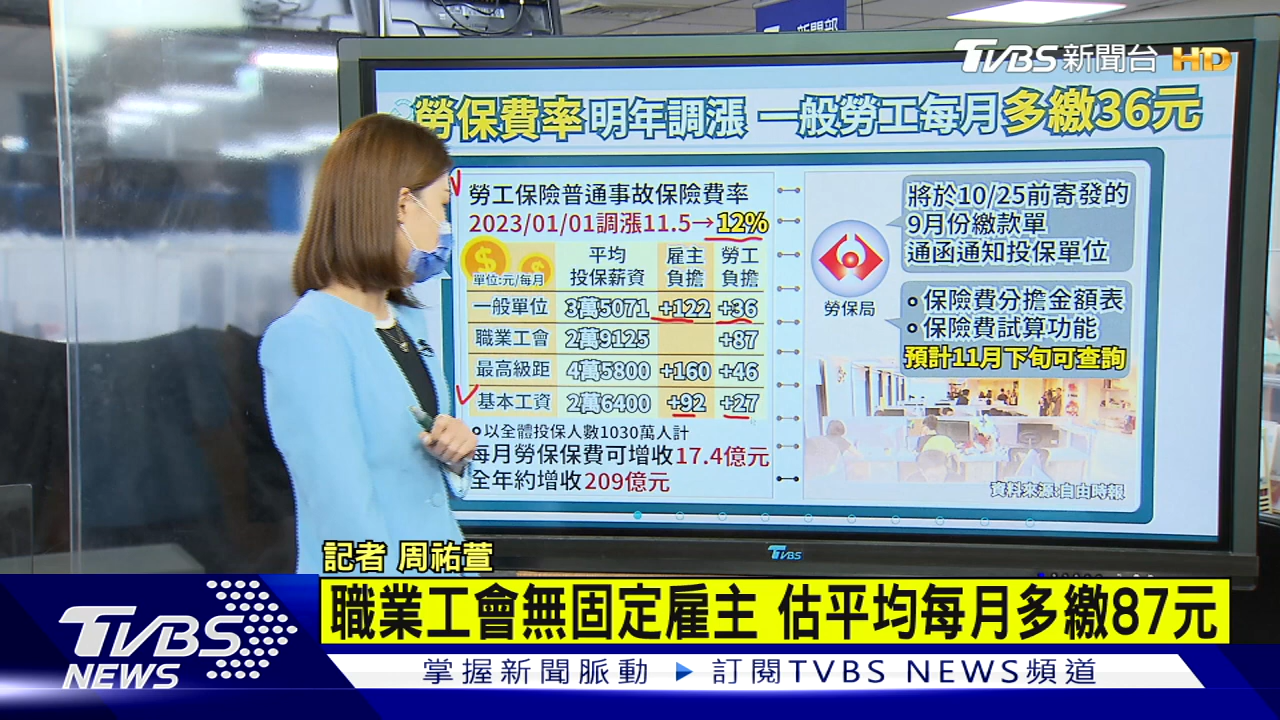 新聞部
TVBS新聞台 HD
勞保費率明年調漲 一般勞工每月多繳36元
勞工保險普通事故保險費率
2023/01/01調漲11.5→12%
單位:元/每月 平均投保薪資 雇主負擔 勞工負擔
一般單位 3萬5071 +122 +36
職業工會 2萬9125 +87
最高級距 4萬5800 +160 +46
基本工資 2萬6400 +92 +27
以全體投保人數1030萬人計
每月勞保保費可增收17.4億元
全年約增收209億元
勞保局
將於10/25前寄發的
9月份繳款單
通函通知投保單位
保險費分擔金額表
保險費試算功能
預計11月下旬可查詢
資料來源:自由時報
TVBS
記者 周祐萱
職業工會無固定雇主 估平均每月多繳87元
TVBS
NEWS
掌握新聞脈動 ▶ 訂閱TVBS NEWS頻道